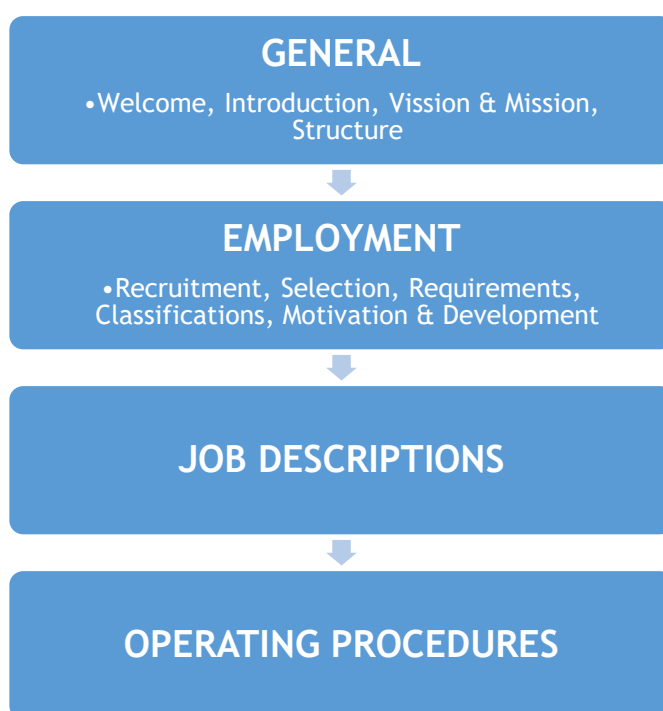 GENERAL
•Welcome, Introduction, Vission & Mission,
Structure
EMPLOYMENT
•Recruitment, Selection, Requirements,
Classifications, Motivation & Development
JOB DESCRIPTIONS
OPERATING PROCEDURES